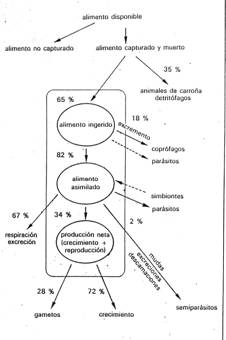 alimento disponible
alimento no capturado
alimento capturado y muerto
35 %
animales de carroña
detritófagos
65 %
alimento ingerido
18 %
excremento
coprófagos
parásitos
82 %
alimento
asimilado
simbiontes
parásitos
67 %
34 %
2 %
respiración
excreción
producción neta
(crecimiento +
reproducción)
mudas
excreciones
28 %
72 %
gametos
crecimiento
semiparásitos